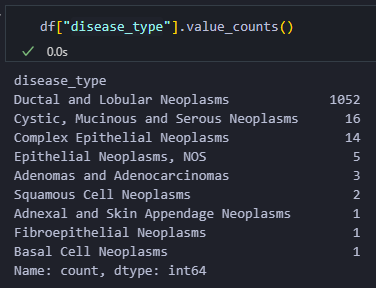 df["disease_type"].value_counts()
0.0s
disease_type
Ductal and Lobular Neoplasms 1052
Cystic, Mucinous and Serous Neoplasms 16
Complex Epithelial Neoplasms 14
Epithelial Neoplasms, NOS 5
Adenomas and Adenocarcinomas 3
Squamous Cell Neoplasms 2
Adnexal and Skin Appendage Neoplasms 1
Fibroepithelial Neoplasms 1
Basal Cell Neoplasms 1
Name: count, dtype: int64